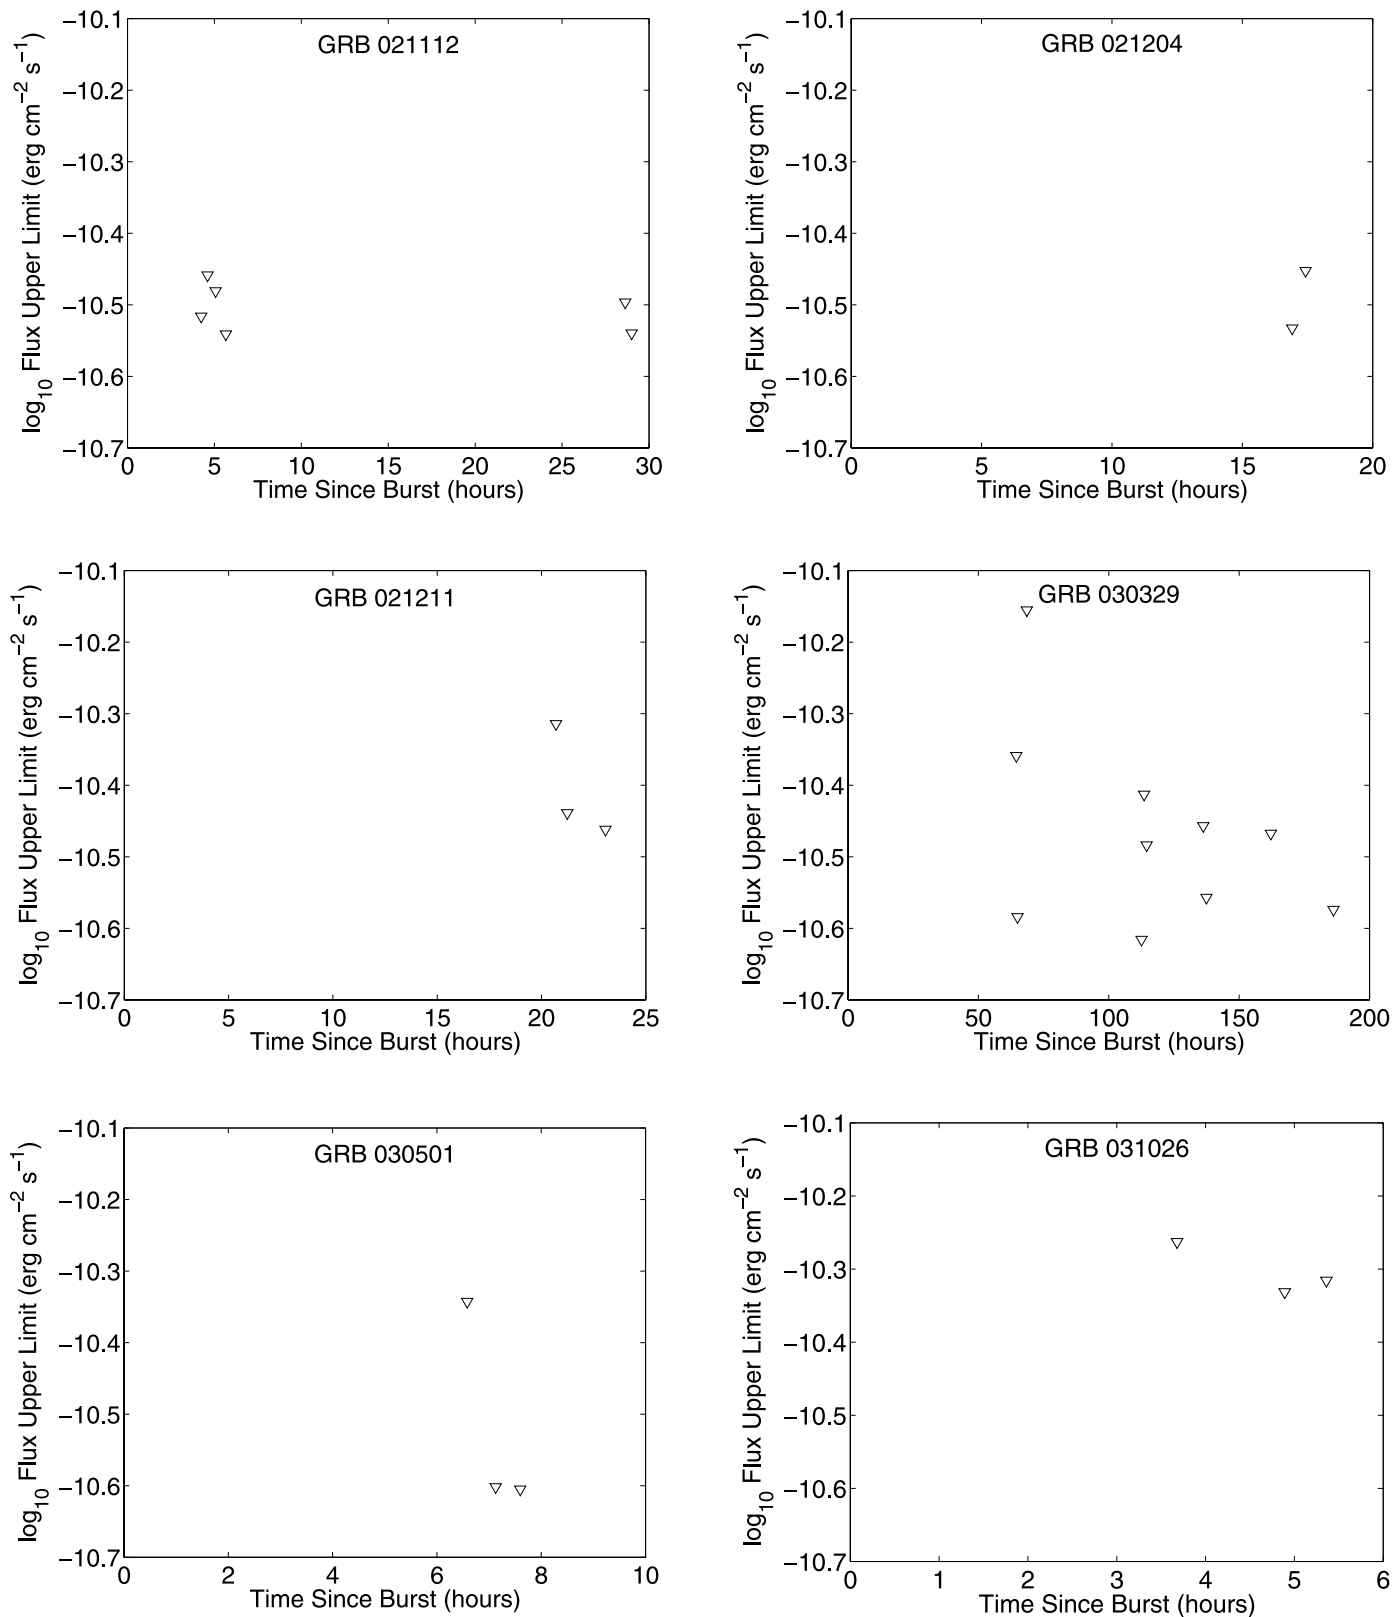 GRB 021112
log10 Flux Upper Limit (erg cm−2 s−1)
−10.1
−10.2
−10.3
−10.4
−10.5
−10.6
−10.7
0 5 10 15 20 25 30
Time Since Burst (hours)
GRB 021204
log10 Flux Upper Limit (erg cm−2 s−1)
−10.1
−10.2
−10.3
−10.4
−10.5
−10.6
−10.7
0 5 10 15 20
Time Since Burst (hours)
GRB 021211
log10 Flux Upper Limit (erg cm−2 s−1)
−10.1
−10.2
−10.3
−10.4
−10.5
−10.6
−10.7
0 5 10 15 20 25
Time Since Burst (hours)
GRB 030329
log10 Flux Upper Limit (erg cm−2 s−1)
−10.1
−10.2
−10.3
−10.4
−10.5
−10.6
−10.7
0 50 100 150 200
Time Since Burst (hours)
GRB 030501
log10 Flux Upper Limit (erg cm−2 s−1)
−10.1
−10.2
−10.3
−10.4
−10.5
−10.6
−10.7
0 2 4 6 8 10
Time Since Burst (hours)
GRB 031026
log10 Flux Upper Limit (erg cm−2 s−1)
−10.1
−10.2
−10.3
−10.4
−10.5
−10.6
−10.7
0 1 2 3 4 5 6
Time Since Burst (hours)